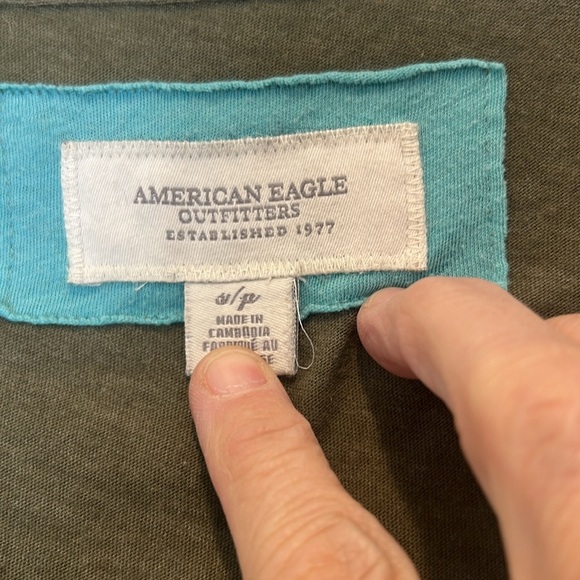 AMERICAN EAGLE
OUTFITTERS
ESTABLISHED 1977
s/p
MADE IN
CAMBODIA
FABRIQUÉ AU